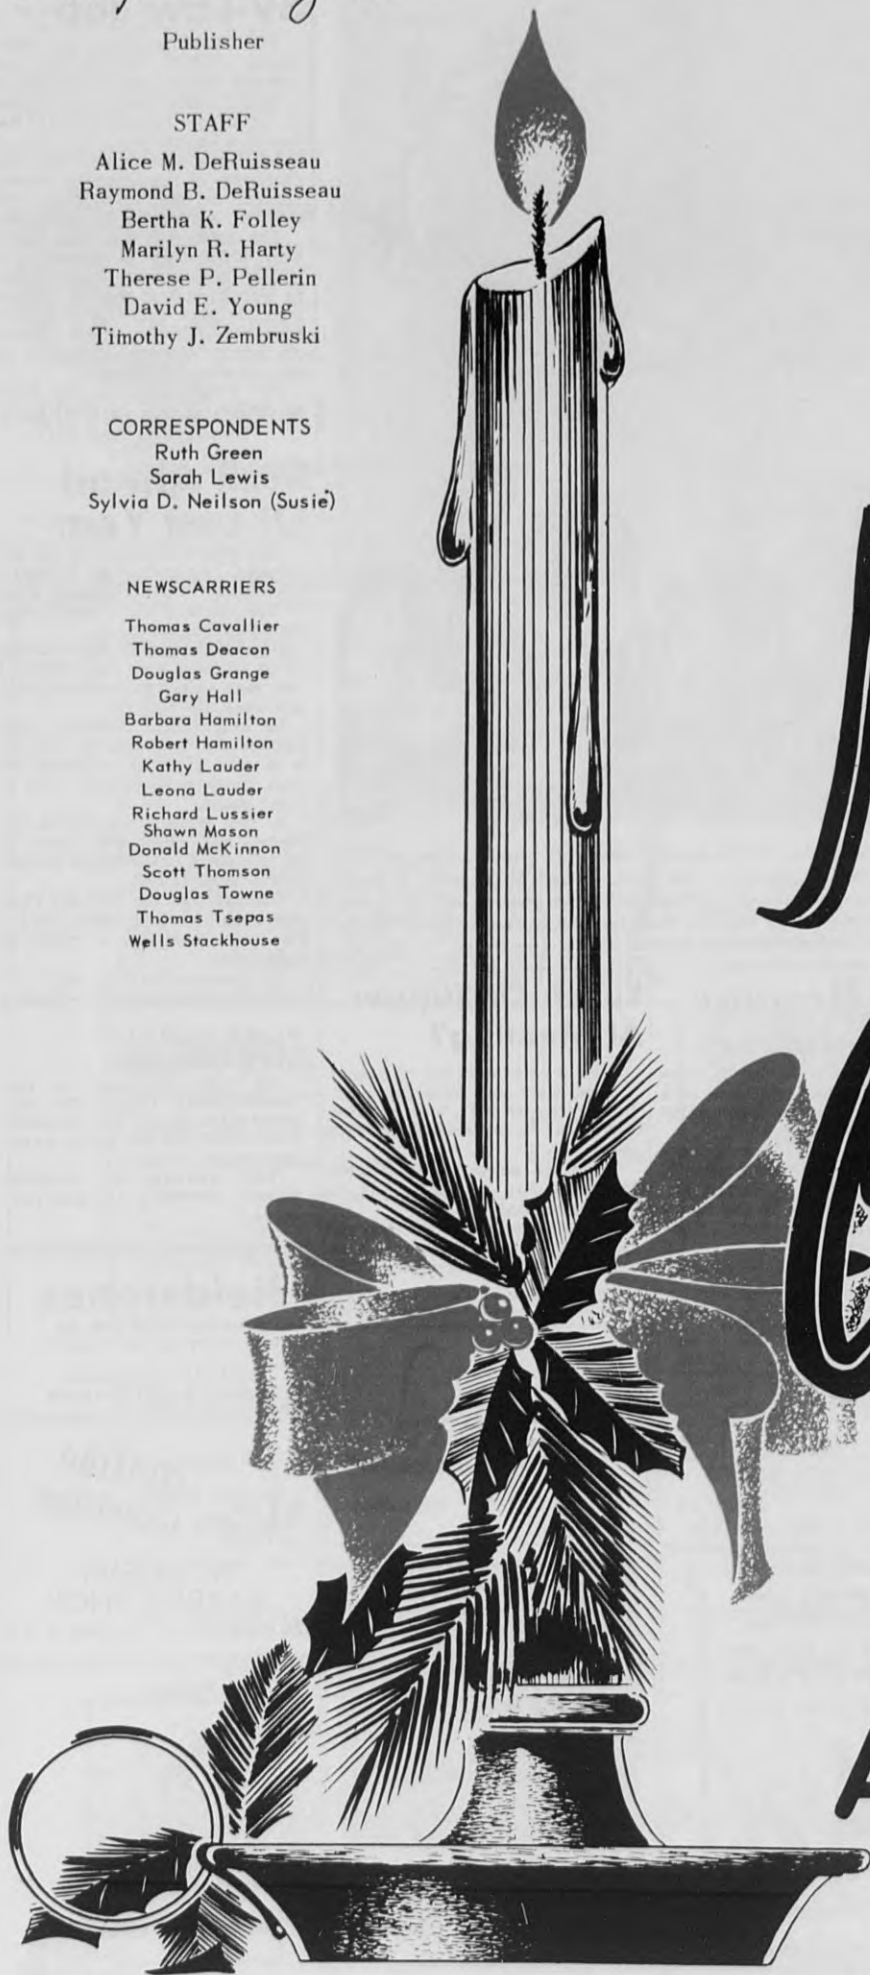 Publisher
STAFF
Alice M. DeRuisseau
Raymond B. DeRuisseau
Bertha K. Folley
Marilyn R. Harty
Therese P. Pellerin
David E. Young
Timothy J. Zembruski
CORRESPONDENTS
Ruth Green
Sarah Lewis
Sylvia D. Neilson (Susie)
NEWSCARRIERS
Thomas Cavallier
Thomas Deacon
Douglas Grange
Gary Hall
Barbara Hamilton
Robert Hamilton
Kathy Lauder
Leona Lauder
Richard Lussier
Shawn Mason
Donald McKinnon
Scott Thomson
Douglas Towne
Thomas Tsepas
Wells Stackhouse